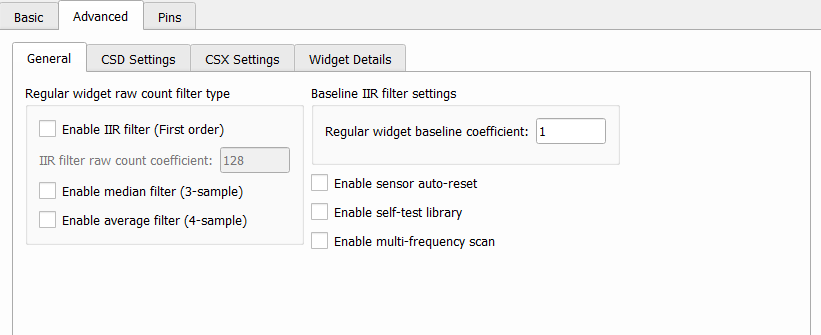 Basic Advanced Pins
General CSD Settings CSX Settings Widget Details
Regular widget raw count filter type
Enable IIR filter (First order)
IIR filter raw count coefficient: 128
Enable median filter (3-sample)
Enable average filter (4-sample)
Baseline IIR filter settings
Regular widget baseline coefficient: 1
Enable sensor auto-reset
Enable self-test library
Enable multi-frequency scan